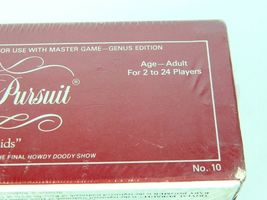 FOR USE WITH MASTER GAME—GENUS EDITION
Age—Adult
For 2 to 24 Players
Pursuit®
ids"
THE FINAL HOWDY DOODY SHOW
No. 10